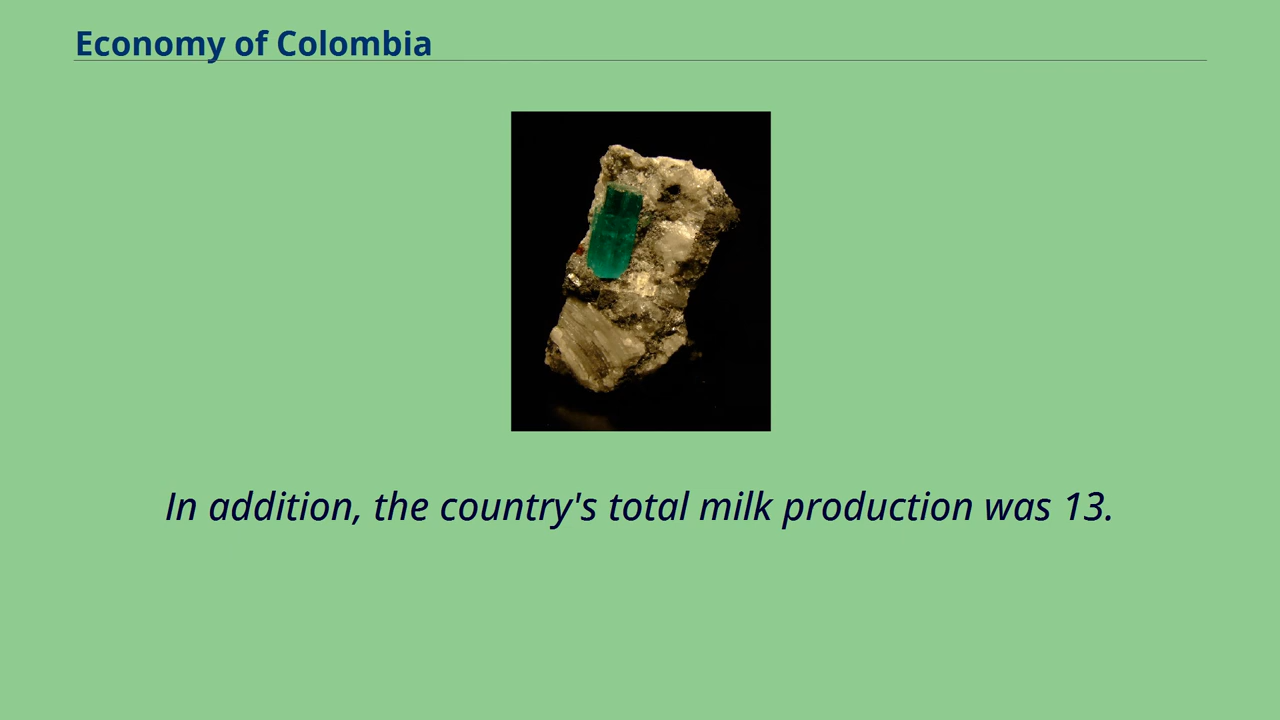 Economy of Colombia
In addition, the country's total milk production was 13.